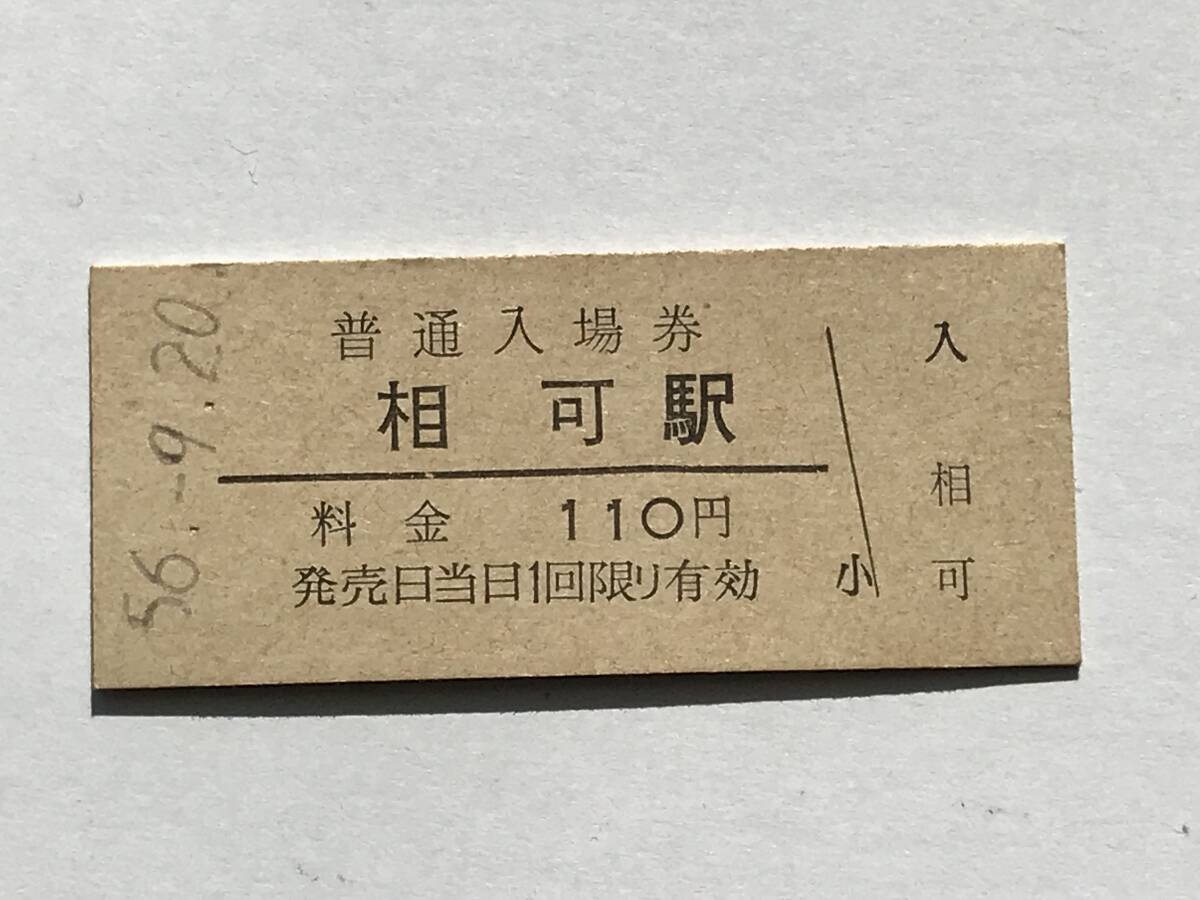 56.-9.20
普通入場券
相可駅
料金 110円
発売日当日1回限り有効
小
入
相可